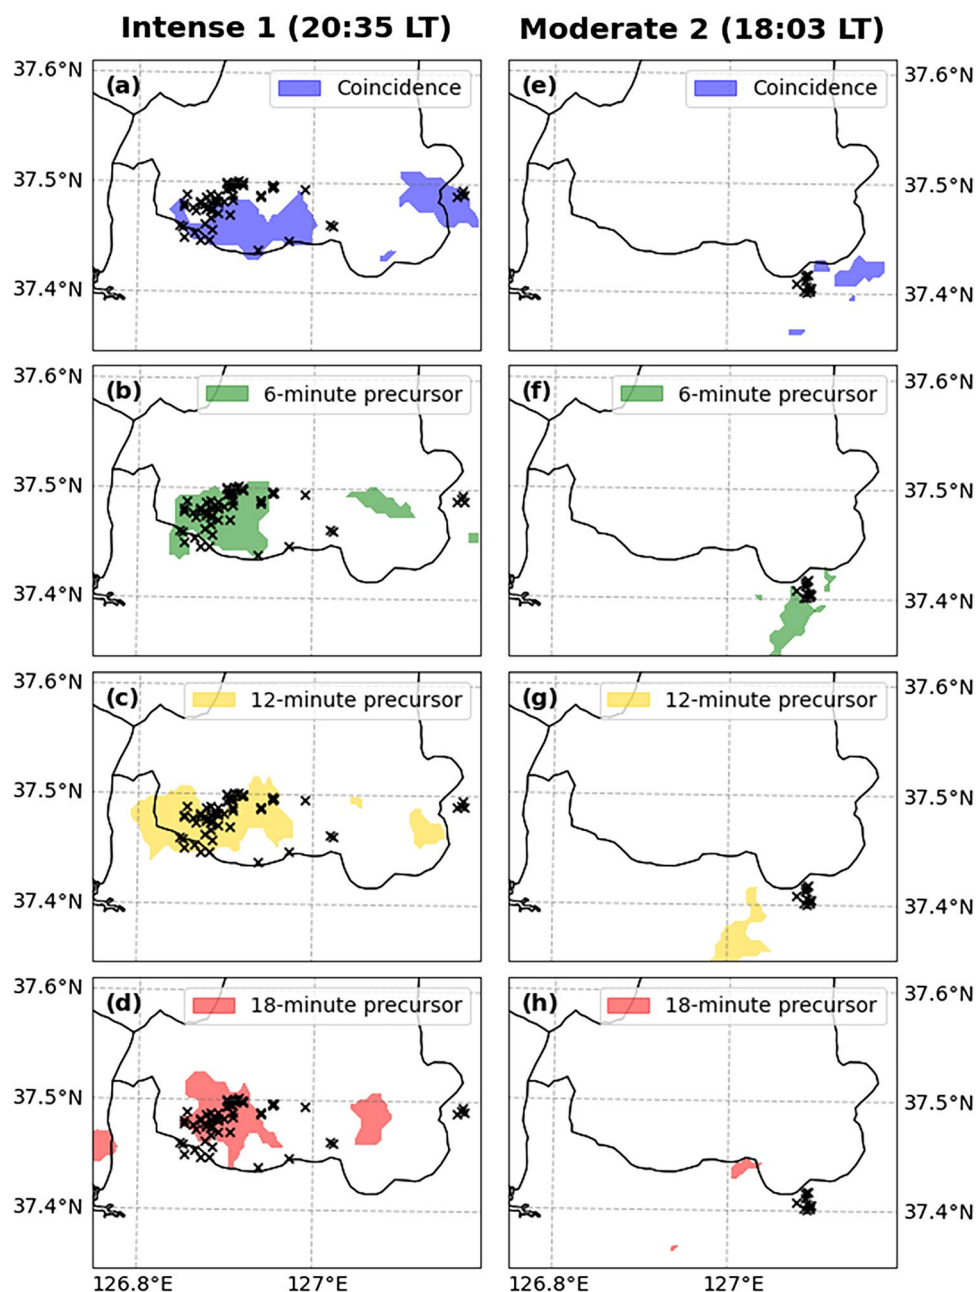 Intense 1 (20:35 LT)
Moderate 2 (18:03 LT)
37.6°N
(a)
Coincidence
(e)
Coincidence
37.6°N
37.5°N
37.5°N
37.4°N
37.4°N
37.6°N
(b)
6-minute precursor
(f)
6-minute precursor
37.6°N
37.5°N
37.5°N
37.4°N
37.4°N
37.6°N
(c)
12-minute precursor
(g)
12-minute precursor
37.6°N
37.5°N
37.5°N
37.4°N
37.4°N
37.6°N
(d)
18-minute precursor
(h)
18-minute precursor
37.6°N
37.5°N
37.5°N
37.4°N
37.4°N
126.8°E
127°E
126.8°E
127°E